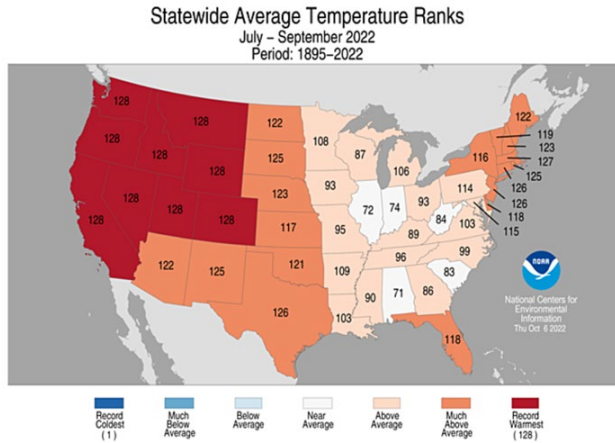 Statewide Average Temperature Ranks
July – September 2022
Period: 1895–2022
128
128
122
108
122
128
128
125
87
106
116
119
123
127
125
128
123
93
93
114
126
126
118
115
128
128
128
128
117
72
74
84
103
95
89
122
125
121
109
96
99
83
126
103
90
71
86
118
NOAA
National Centers for
Environmental
Information
Thu Oct 6 2022
Record
Coldest
(1)
Much
Below
Average
Below
Average
Near
Average
Above
Average
Much
Above
Average
Record
Warmest
(128)